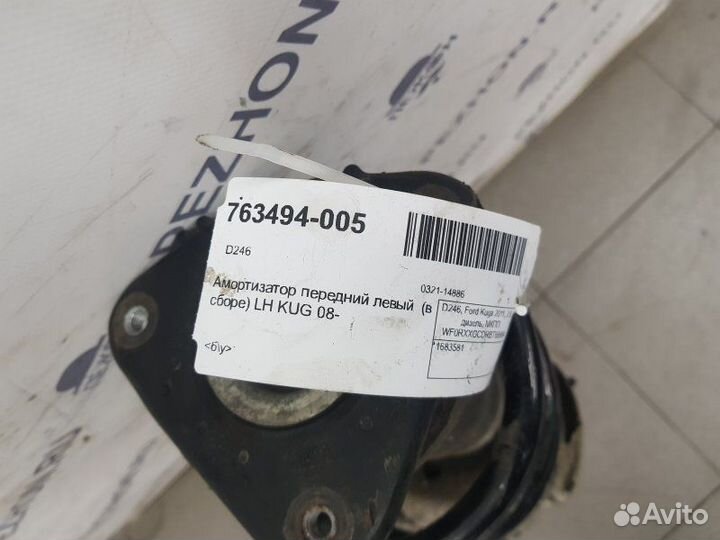 763494-005
D246
Амортизатор передний левый (в
сборе) LH KUG 08-
<б\у>
0321-14886
D246, Ford Kuga 2011,
дизель, МКПП,
*1683581
PEZHON
Avito